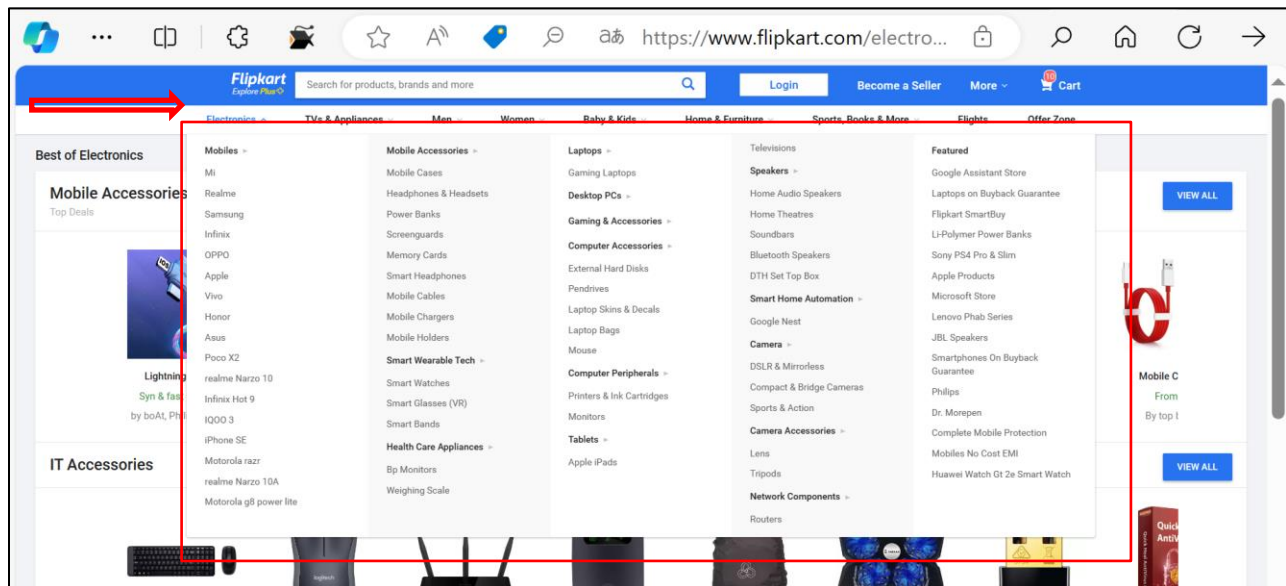 https://www.flipkart.com/electro...
Flipkart
Explore Plus
Search for products, brands and more
Login
Become a Seller
More
10
Cart
Electronics
TVs & Appliances
Men
Women
Baby & Kids
Home & Furniture
Sports, Books & More
Flights
Offer Zone
Best of Electronics
Mobile Accessories
Top Deals
VIEW ALL
Mobiles
Mi
Realme
Samsung
Infinix
OPPO
Apple
Vivo
Honor
Asus
Poco X2
realme Narzo 10
Infinix Hot 9
IQOO 3
iPhone SE
Motorola razr
realme Narzo 10A
Motorola g8 power lite
Mobile Accessories
Mobile Cases
Headphones & Headsets
Power Banks
Screenguards
Memory Cards
Smart Headphones
Mobile Cables
Mobile Chargers
Mobile Holders
Smart Wearable Tech
Smart Watches
Smart Glasses (VR)
Smart Bands
Health Care Appliances
Bp Monitors
Weighing Scale
Laptops
Gaming Laptops
Desktop PCs
Gaming & Accessories
Computer Accessories
External Hard Disks
Pendrives
Laptop Skins & Decals
Laptop Bags
Mouse
Computer Peripherals
Printers & Ink Cartridges
Monitors
Tablets
Apple iPads
Televisions
Speakers
Home Audio Speakers
Home Theatres
Soundbars
Bluetooth Speakers
DTH Set Top Box
Smart Home Automation
Google Nest
Camera
DSLR & Mirrorless
Compact & Bridge Cameras
Sports & Action
Camera Accessories
Lens
Tripods
Network Components
Routers
Featured
Google Assistant Store
Laptops on Buyback Guarantee
Flipkart SmartBuy
Li-Polymer Power Banks
Sony PS4 Pro & Slim
Apple Products
Microsoft Store
Lenovo Phab Series
JBL Speakers
Smartphones On Buyback
Guarantee
Philips
Dr. Morepen
Complete Mobile Protection
Mobiles No Cost EMI
Huawei Watch Gt 2e Smart Watch
Lightning
Syn & fas
by boAt, Phi
Mobile C
From
By top
IT Accessories
VIEW ALL
logitech
Quick
AntiV